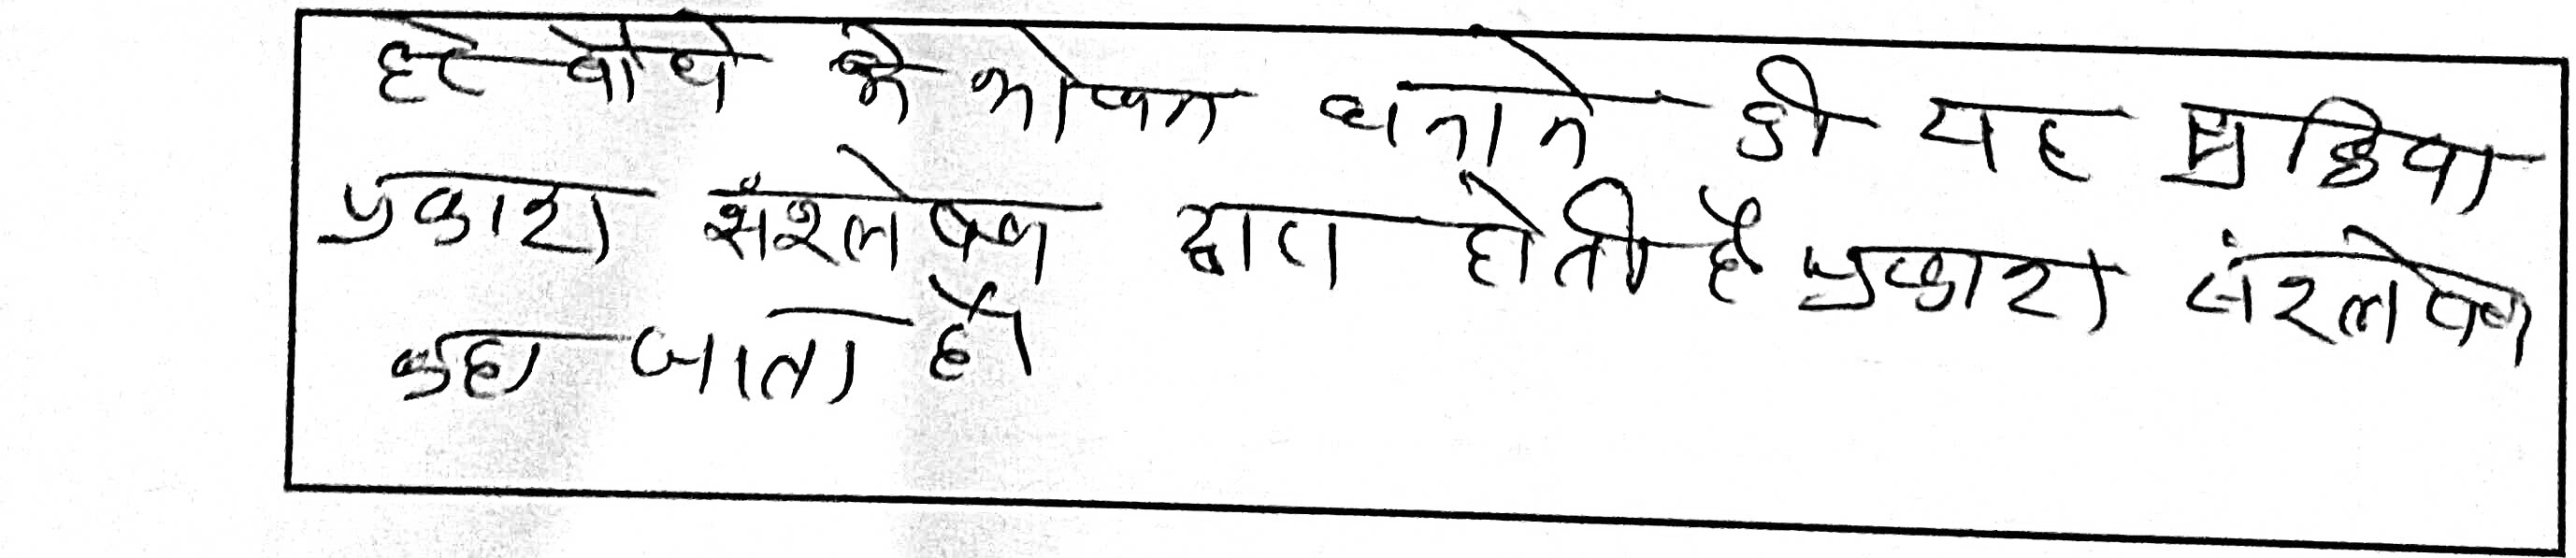 हरे पौधे के भोजन बनाने की यह प्रक्रिया
प्रकाश संश्लेषण द्वारा होती है प्रकाश संश्लेषण
कहा जाता है।